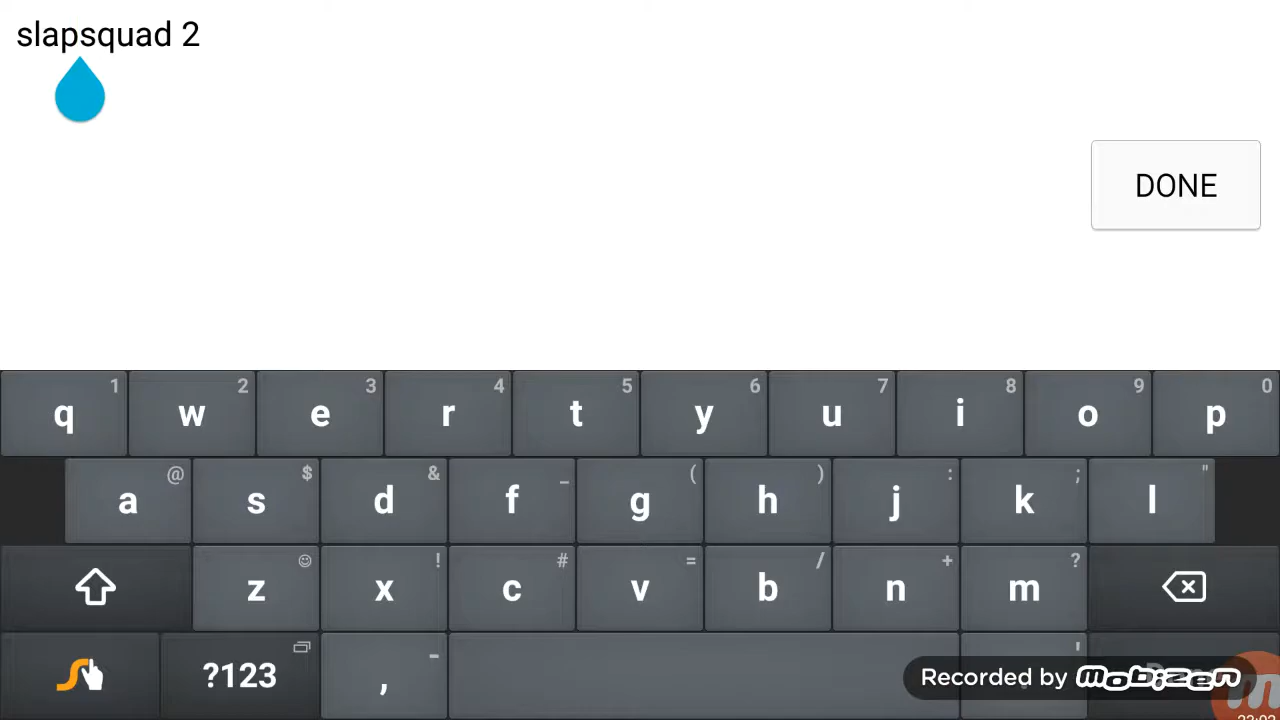 slapsquad 2
DONE
1 2 3 4 5 6 7 8 9 0
q w e r t y u i o p
@ $ & _ ( ) : ; "
a s d f g h j k l
☺ ! # = / + ?
z x c v b n m
- '
?123 ,
Recorded by mobizen